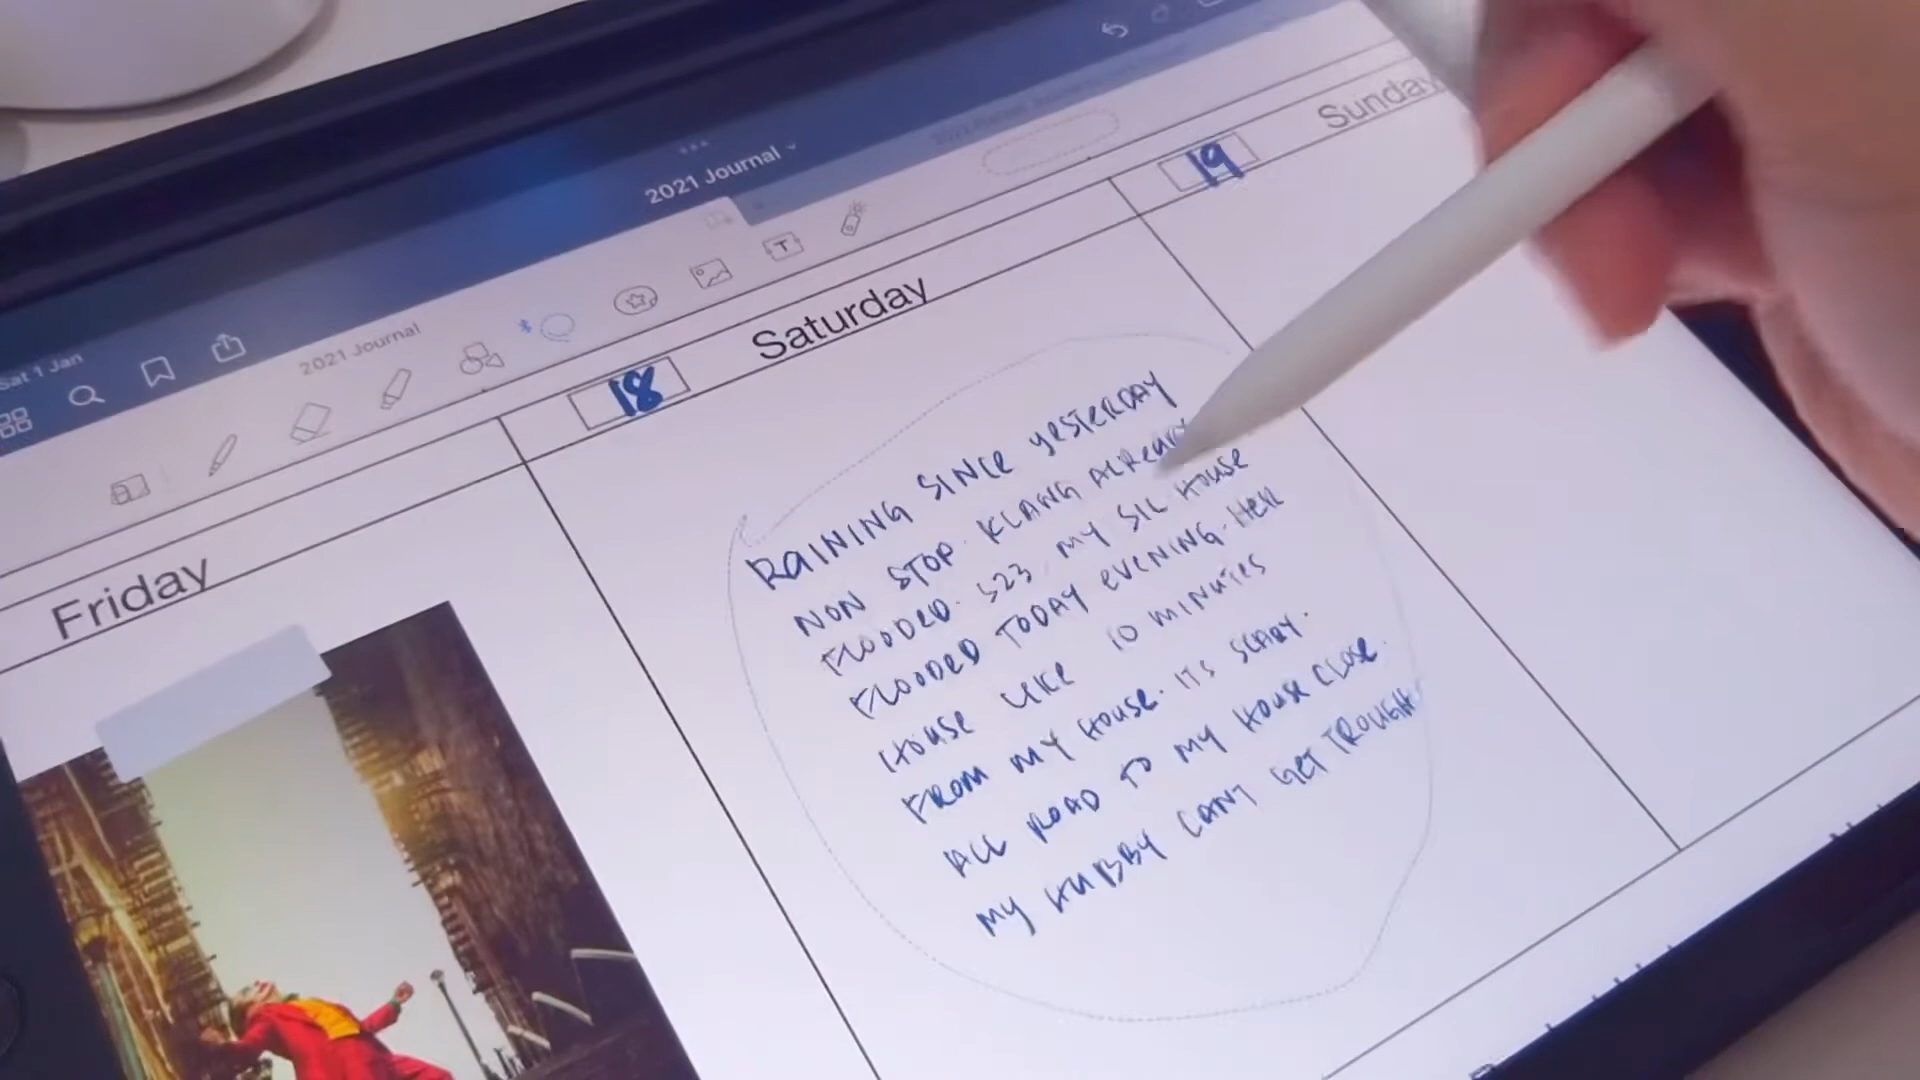 Sat 1 Jan
2021 Journal
2021 Journal
Friday
18
Saturday
19
Sunday
RAINING SINCE YESTERDAY
NON STOP. KLANG ALREADY
FLOODED. S23. MY SIL HOUSE
FLOODED TODAY EVENING. HER
HOUSE LIKE 10 MINUTES
FROM MY HOUSE. ITS SCARY.
ALL ROAD TO MY HOUSE CLOSE.
MY HUBBY CANT GET TROUGH